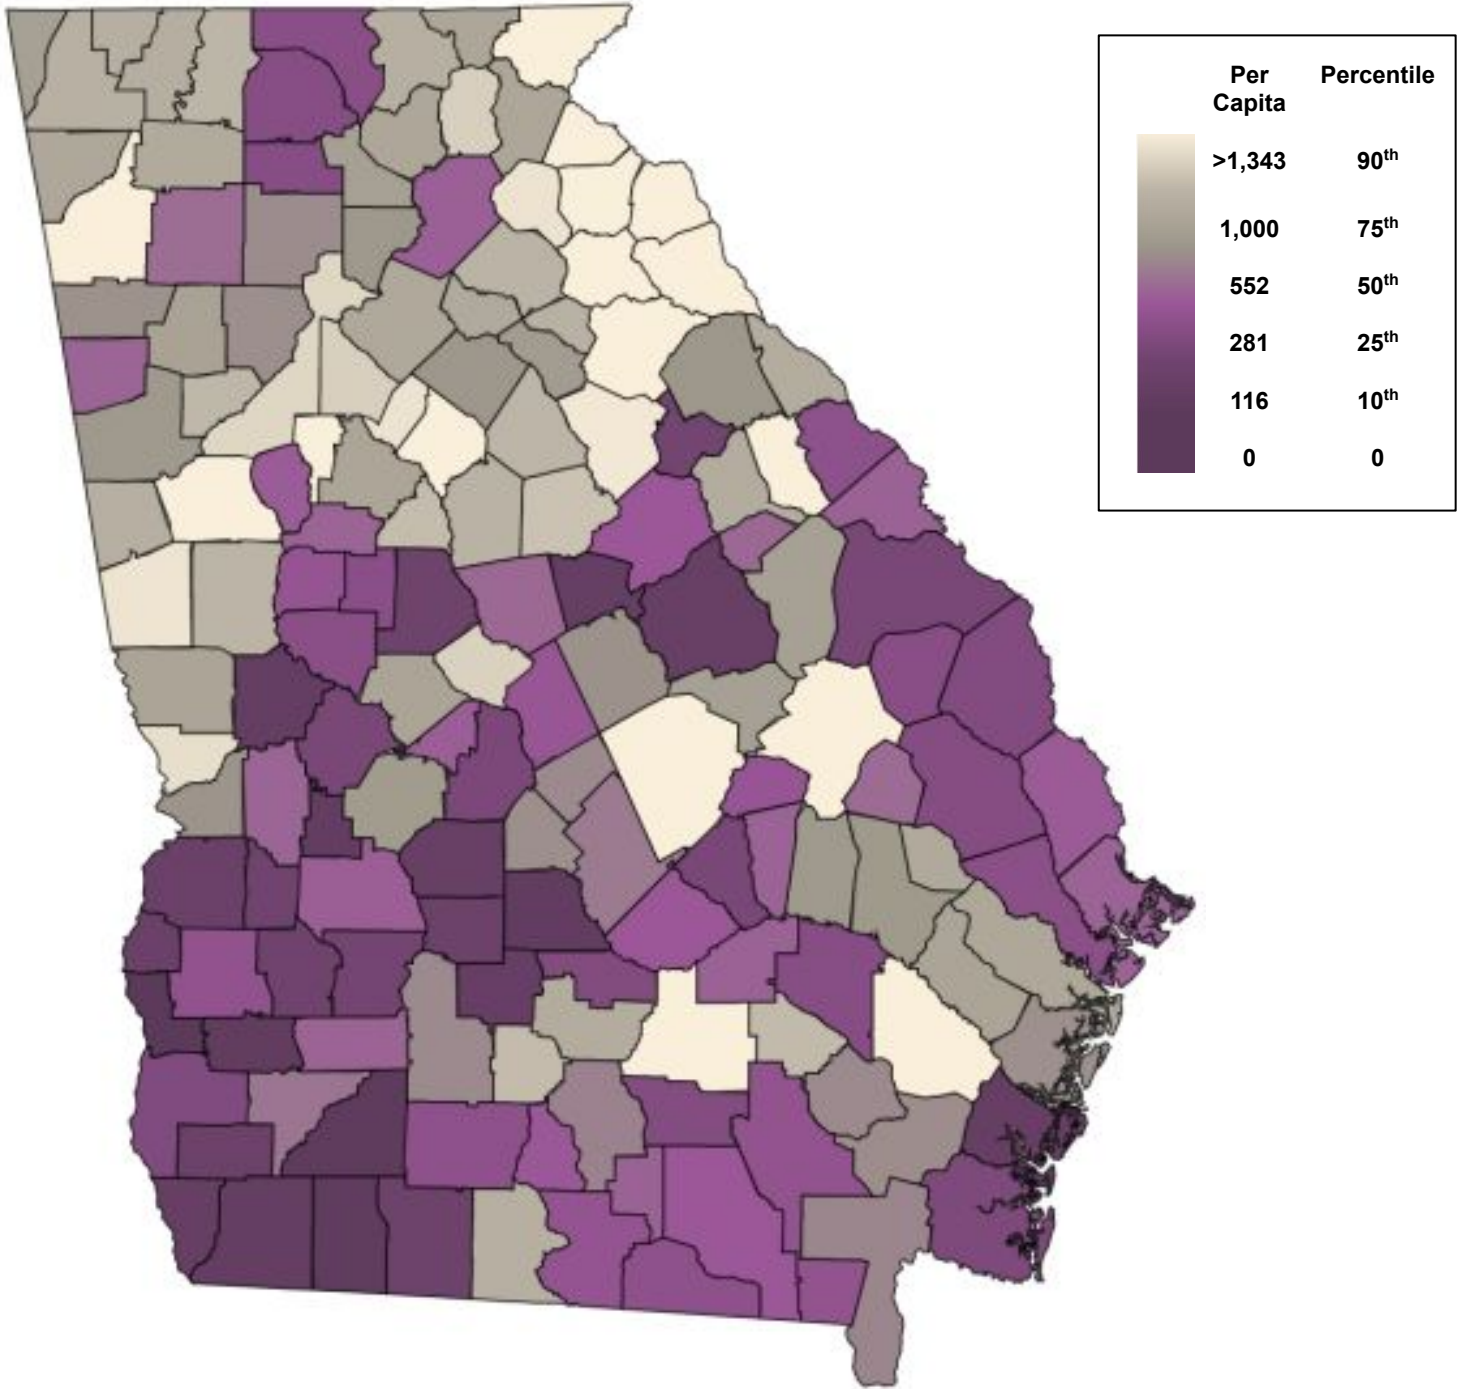 Per Capita Percentile
>1,343 90th
1,000 75th
552 50th
281 25th
116 10th
0 0